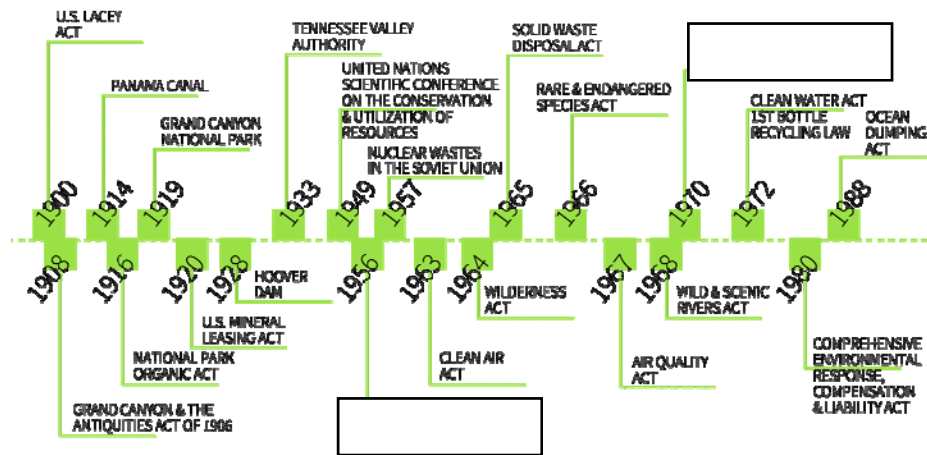 U.S. LACEY
ACT
PANAMA CANAL
GRAND CANYON
NATIONAL PARK
TENNESSEE VALLEY
AUTHORITY
UNITED NATIONS
SCIENTIFIC CONFERENCE
ON THE CONSERVATION
& UTILIZATION OF
RESOURCES
NUCLEAR WASTES
IN THE SOVIET UNION
SOLID WASTE
DISPOSAL ACT
RARE & ENDANGERED
SPECIES ACT
CLEAN WATER ACT
1ST BOTTLE
RECYCLING LAW
OCEAN
DUMPING
ACT
1900
1914
1919
1933
1949
1957
1965
1966
1970
1972
1988
1908
1916
1920
1928
1956
1963
1964
1967
1968
1980
HOOVER
DAM
U.S. MINERAL
LEASING ACT
NATIONAL PARK
ORGANIC ACT
GRAND CANYON & THE
ANTIQUITIES ACT OF 1906
CLEAN AIR
ACT
WILDERNESS
ACT
AIR QUALITY
ACT
WILD & SCENIC
RIVERS ACT
COMPREHENSIVE
ENVIRONMENTAL
RESPONSE,
COMPENSATION
& LIABILITY ACT